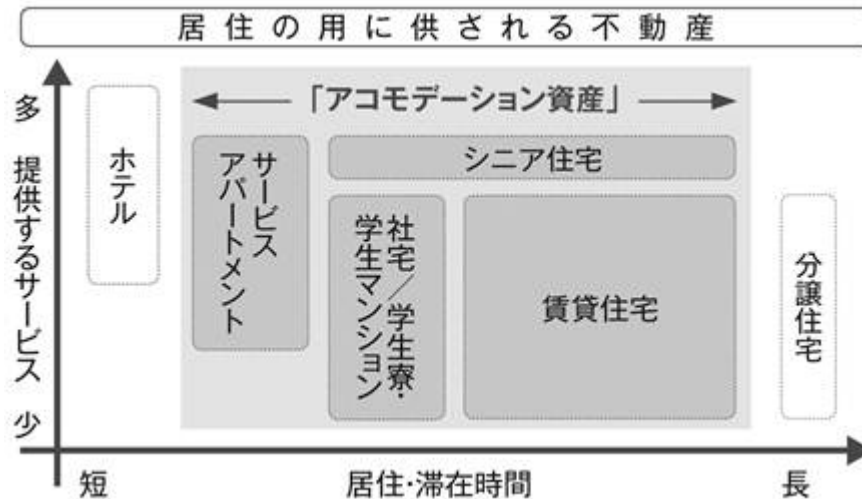 居住の用に供される不動産
「アコモデーション資産」
多 提供するサービス 少
ホテル
サービス
アパートメント
シニア住宅
社宅／学生寮・
学生マンション
賃貸住宅
分譲住宅
短 居住・滞在時間 長